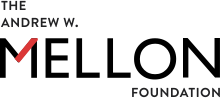 THE
ANDREW W.
MELLON
FOUNDATION